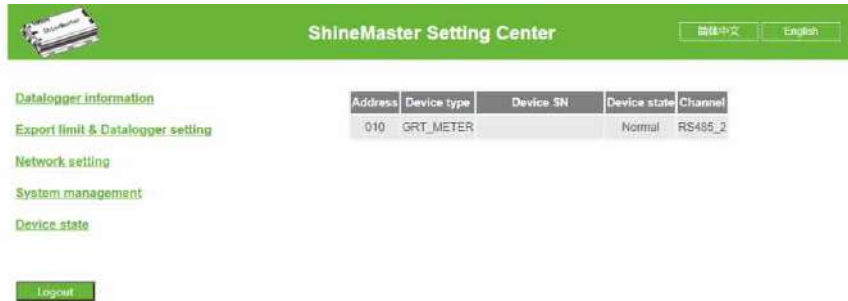 ShineMaster
ShineMaster Setting Center
简体中文
English
Datalogger information
Export limit & Datalogger setting
Network setting
System management
Device state
Logout
Address Device type Device SN Device state Channel
010 GRT_METER Normal RS485_2